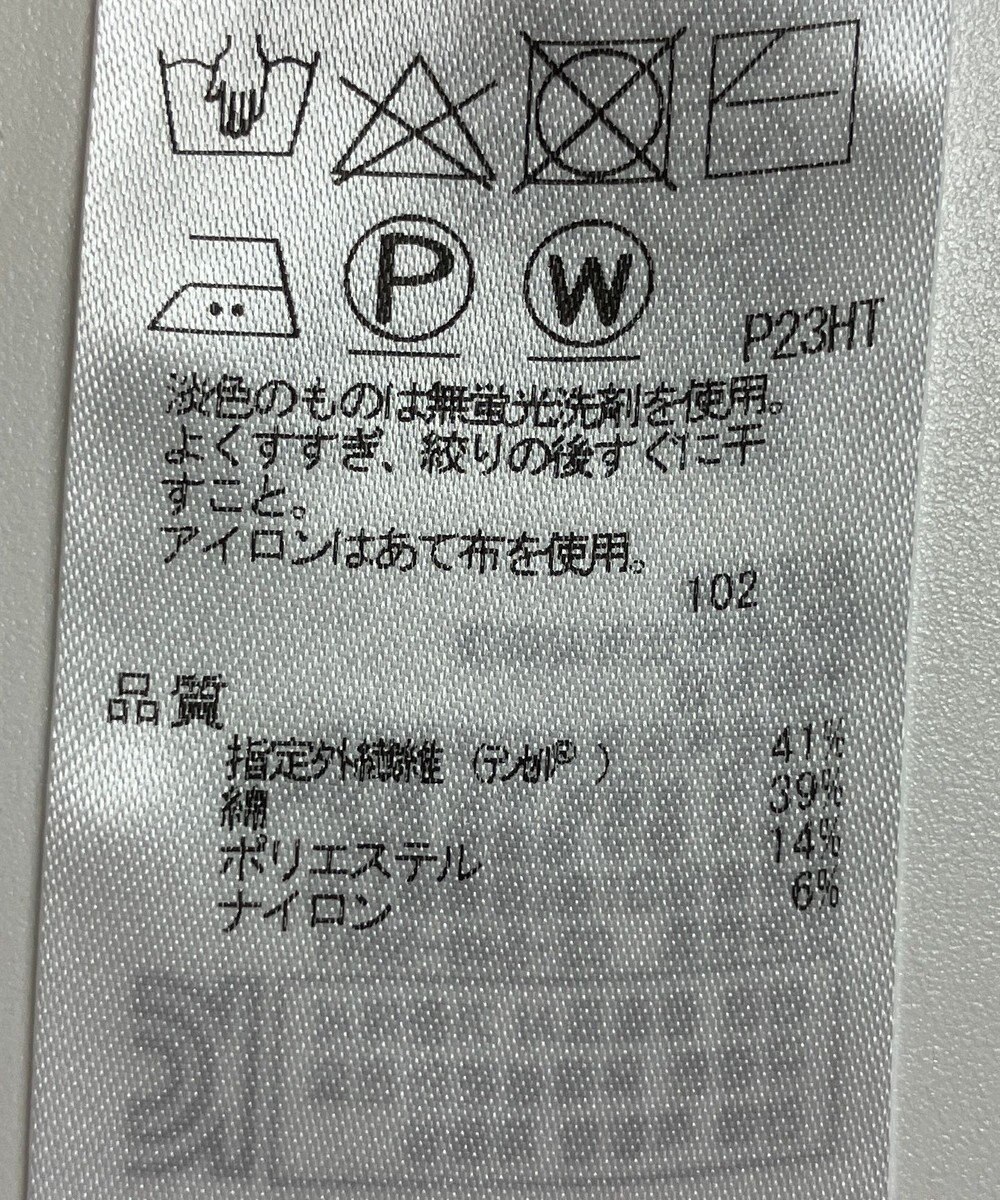 P
W
P23HT
淡色のものは無蛍光洗剤を使用。
よくすすぎ、絞りの後すぐに干
すこと。
アイロンはあて布を使用。
102
品質
指定外繊維（テンセル®） 41%
綿 39%
ポリエステル 14%
ナイロン 6%